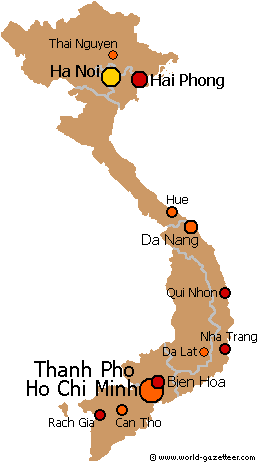 Thai Nguyen
Ha Noi
Hai Phong
Hue
Da Nang
Qui Nhon
Nha Trang
Da Lat
Thanh Pho
Ho Chi Minh
Bien Hoa
Rach Gia
Can Tho
© www.world-gazetteer.com